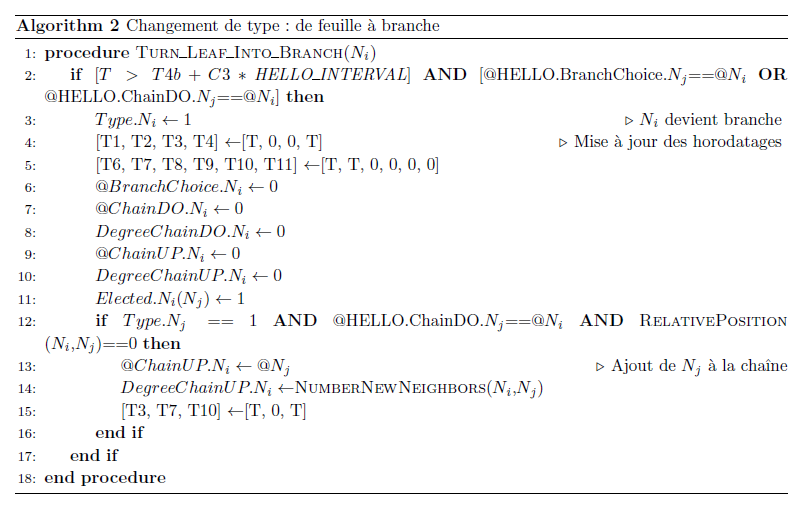 Algorithm 2 Changement de type : de feuille à branche
1: procedure Turn_Leaf_Into_Branch(Ni)
2: if [T > T4b + C3 ∗ HELLO_INTERVAL] AND [@HELLO.BranchChoice.Nj==@Ni OR
@HELLO.ChainDO.Nj==@Ni] then
3: Type.Ni ← 1 ▷ Ni devient branche
4: [T1, T2, T3, T4] ←[T, 0, 0, T] ▷ Mise à jour des horodatages
5: [T6, T7, T8, T9, T10, T11] ←[T, T, 0, 0, 0, 0]
6: @BranchChoice.Ni ← 0
7: @ChainDO.Ni ← 0
8: DegreeChainDO.Ni ← 0
9: @ChainUP.Ni ← 0
10: DegreeChainUP.Ni ← 0
11: Elected.Ni(Nj) ← 1
12: if Type.Nj == 1 AND @HELLO.ChainDO.Nj==@Ni AND RelativePosition
(Ni,Nj)==0 then
13: @ChainUP.Ni ← @Nj ▷ Ajout de Nj à la chaîne
14: DegreeChainUP.Ni ←NumberNewNeighbors(Ni,Nj)
15: [T3, T7, T10] ←[T, 0, T]
16: end if
17: end if
18: end procedure